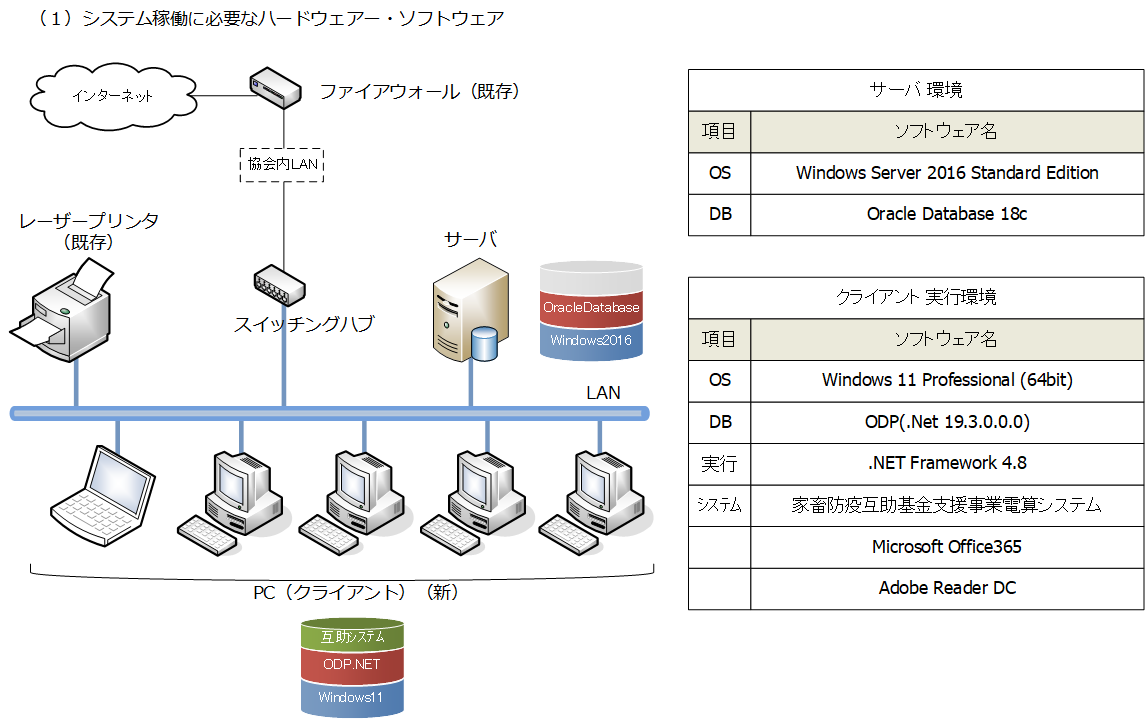 （１）システム稼働に必要なハードウェアー・ソフトウェア
インターネット
ファイアウォール（既存）
協会内LAN
レーザープリンタ
（既存）
スイッチングハブ
サーバ
OracleDatabase
Windows2016
LAN
PC（クライアント）（新）
互助システム
ODP.NET
Windows11
サーバ 環境
項目 ソフトウェア名
OS Windows Server 2016 Standard Edition
DB Oracle Database 18c
クライアント 実行環境
項目 ソフトウェア名
OS Windows 11 Professional (64bit)
DB ODP(.Net 19.3.0.0.0)
実行 .NET Framework 4.8
システム 家畜防疫互助基金支援事業電算システム
Microsoft Office365
Adobe Reader DC